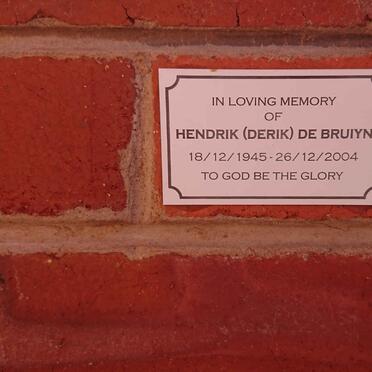 IN LOVING MEMORY
OF
HENDRIK (DERIK) DE BRUIYN
18/12/1945-26/12/2004
TO GOD BE THE GLORY